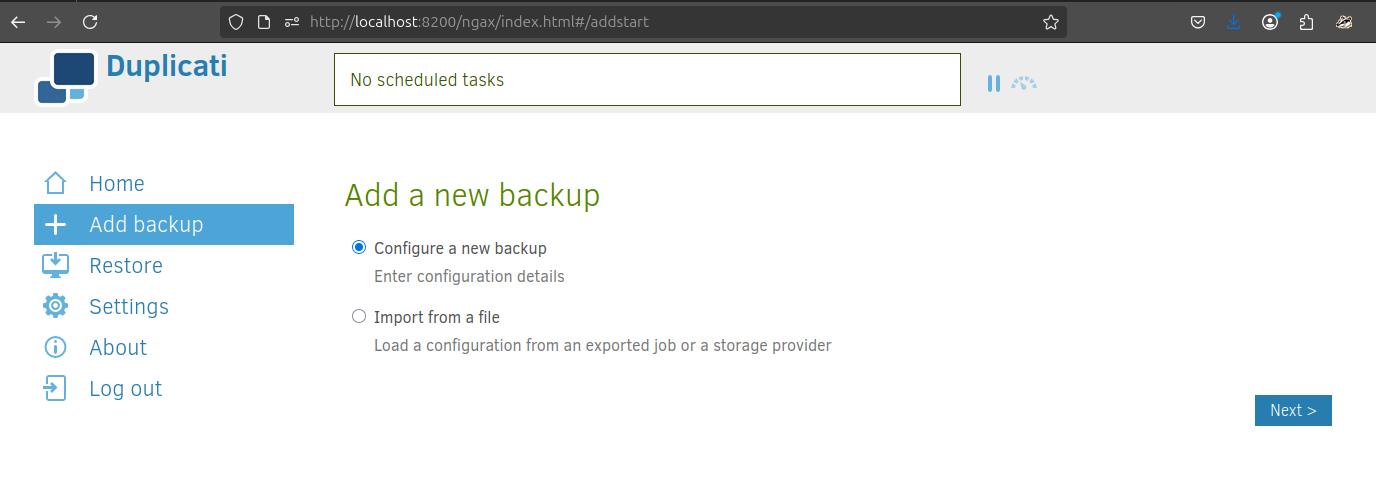 http://localhost:8200/ngax/index.html#/addstart
Duplicati
No scheduled tasks
Home
Add backup
Restore
Settings
About
Log out
Add a new backup
Configure a new backup
Enter configuration details
Import from a file
Load a configuration from an exported job or a storage provider
Next >